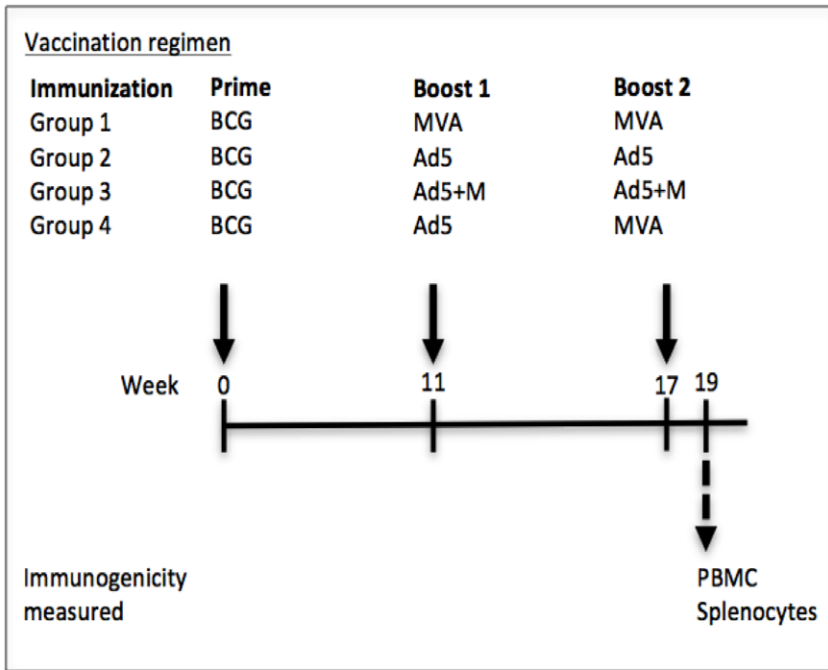 Vaccination regimen
Immunization Prime Boost 1 Boost 2
Group 1 BCG MVA MVA
Group 2 BCG Ad5 Ad5
Group 3 BCG Ad5+M Ad5+M
Group 4 BCG Ad5 MVA
Week 0 11 17 19
Immunogenicity PBMC
measured Splenocytes